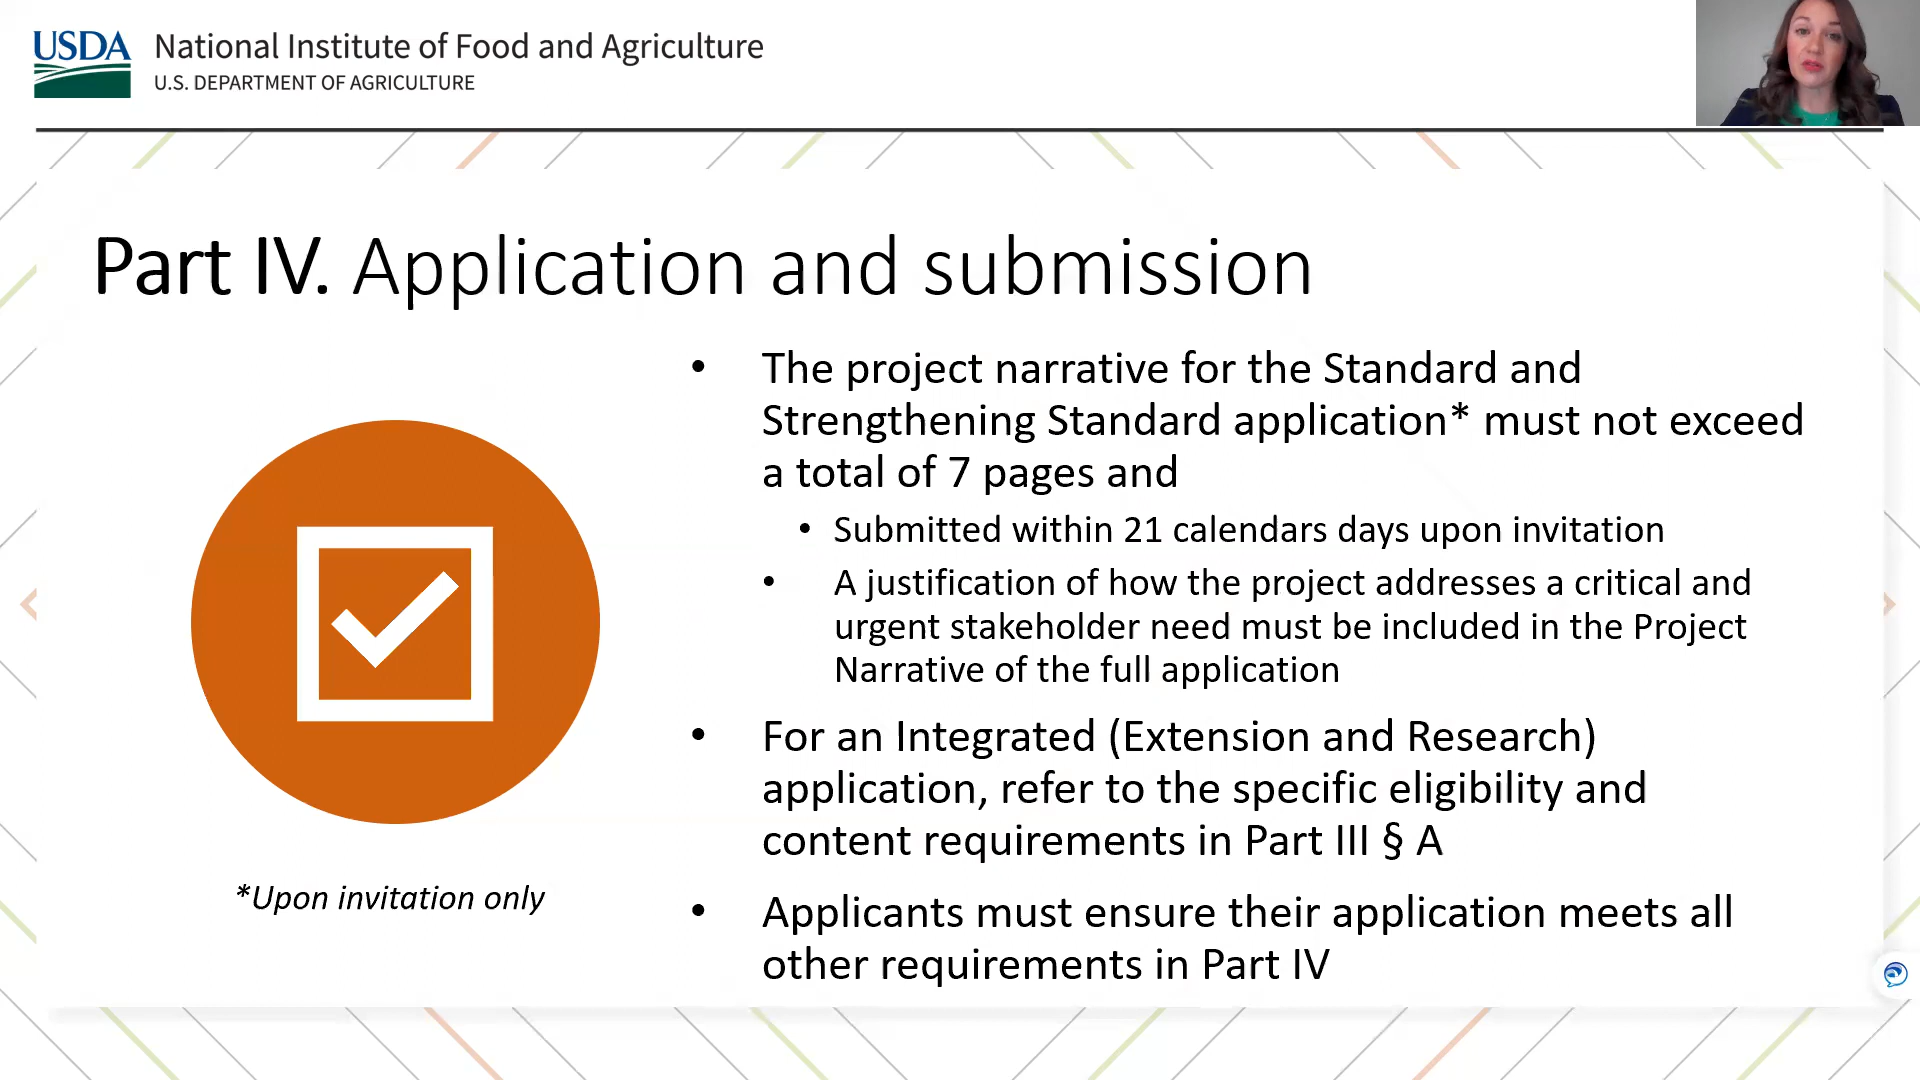 USDA
National Institute of Food and Agriculture
U.S. DEPARTMENT OF AGRICULTURE
Part IV. Application and submission
• The project narrative for the Standard and
Strengthening Standard application* must not exceed
a total of 7 pages and
• Submitted within 21 calendars days upon invitation
• A justification of how the project addresses a critical and
urgent stakeholder need must be included in the Project
Narrative of the full application
• For an Integrated (Extension and Research)
application, refer to the specific eligibility and
content requirements in Part III § A
• Applicants must ensure their application meets all
other requirements in Part IV
*Upon invitation only